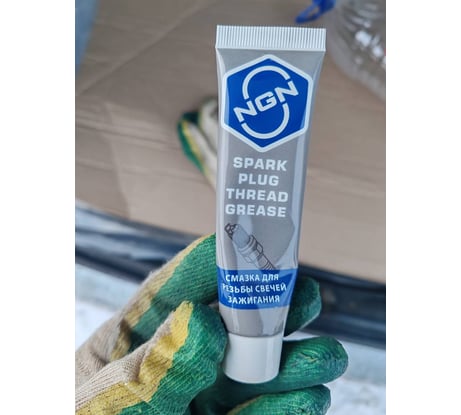 NGN
SPARK
PLUG
THREAD
GREASE
СМАЗКА ДЛЯ
РЕЗЬБЫ СВЕЧЕЙ
ЗАЖИГАНИЯ